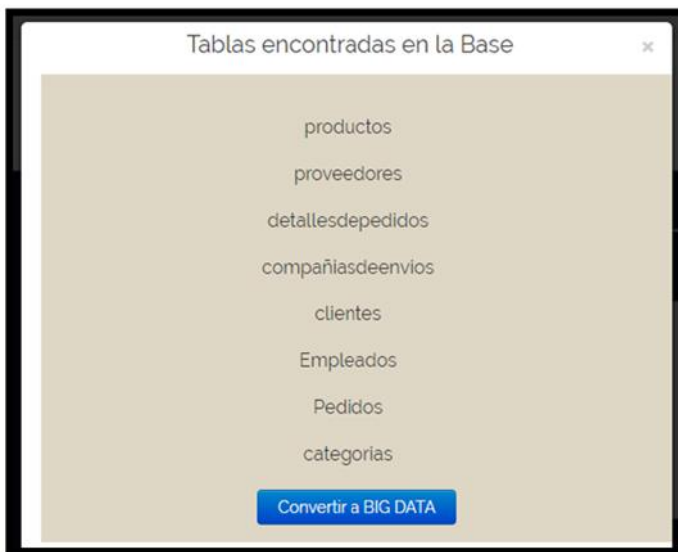 Tablas encontradas en la Base ×
productos
proveedores
detallesdepedidos
compañiasdeenvios
clientes
Empleados
Pedidos
categorias
Convertir a BIG DATA